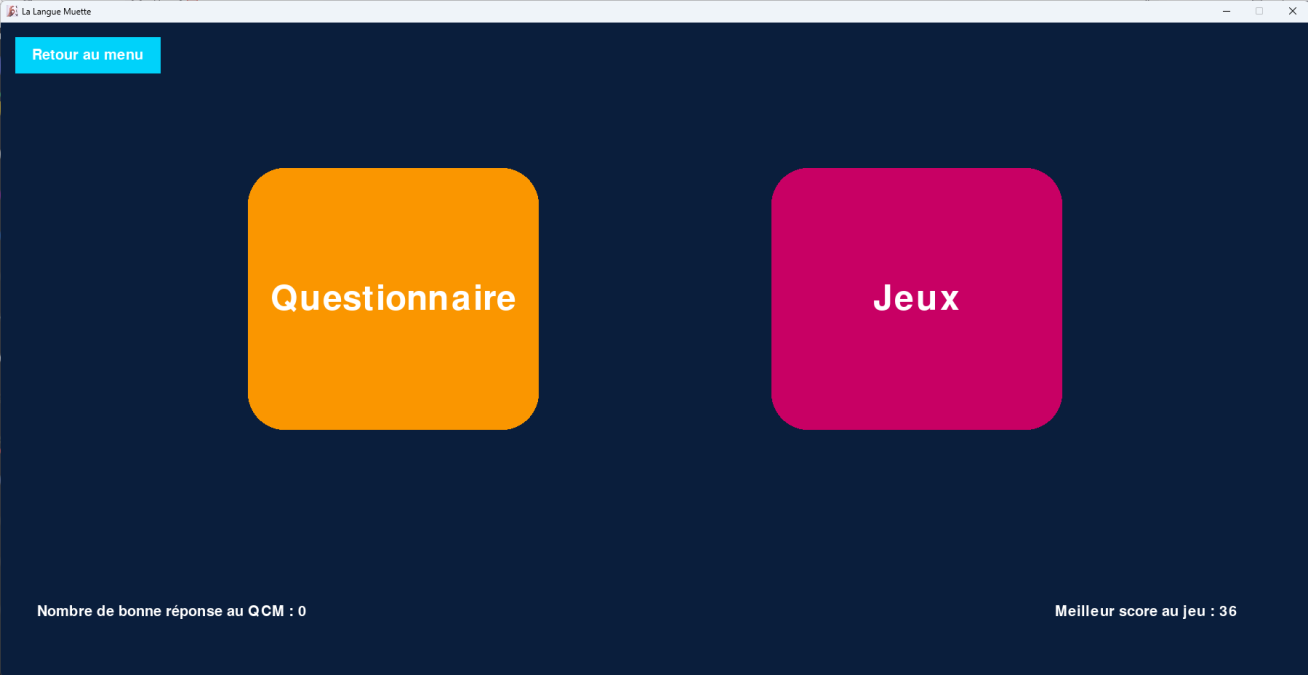 La Langue Muette
Retour au menu
Questionnaire
Jeux
Nombre de bonne réponse au QCM : 0
Meilleur score au jeu : 36